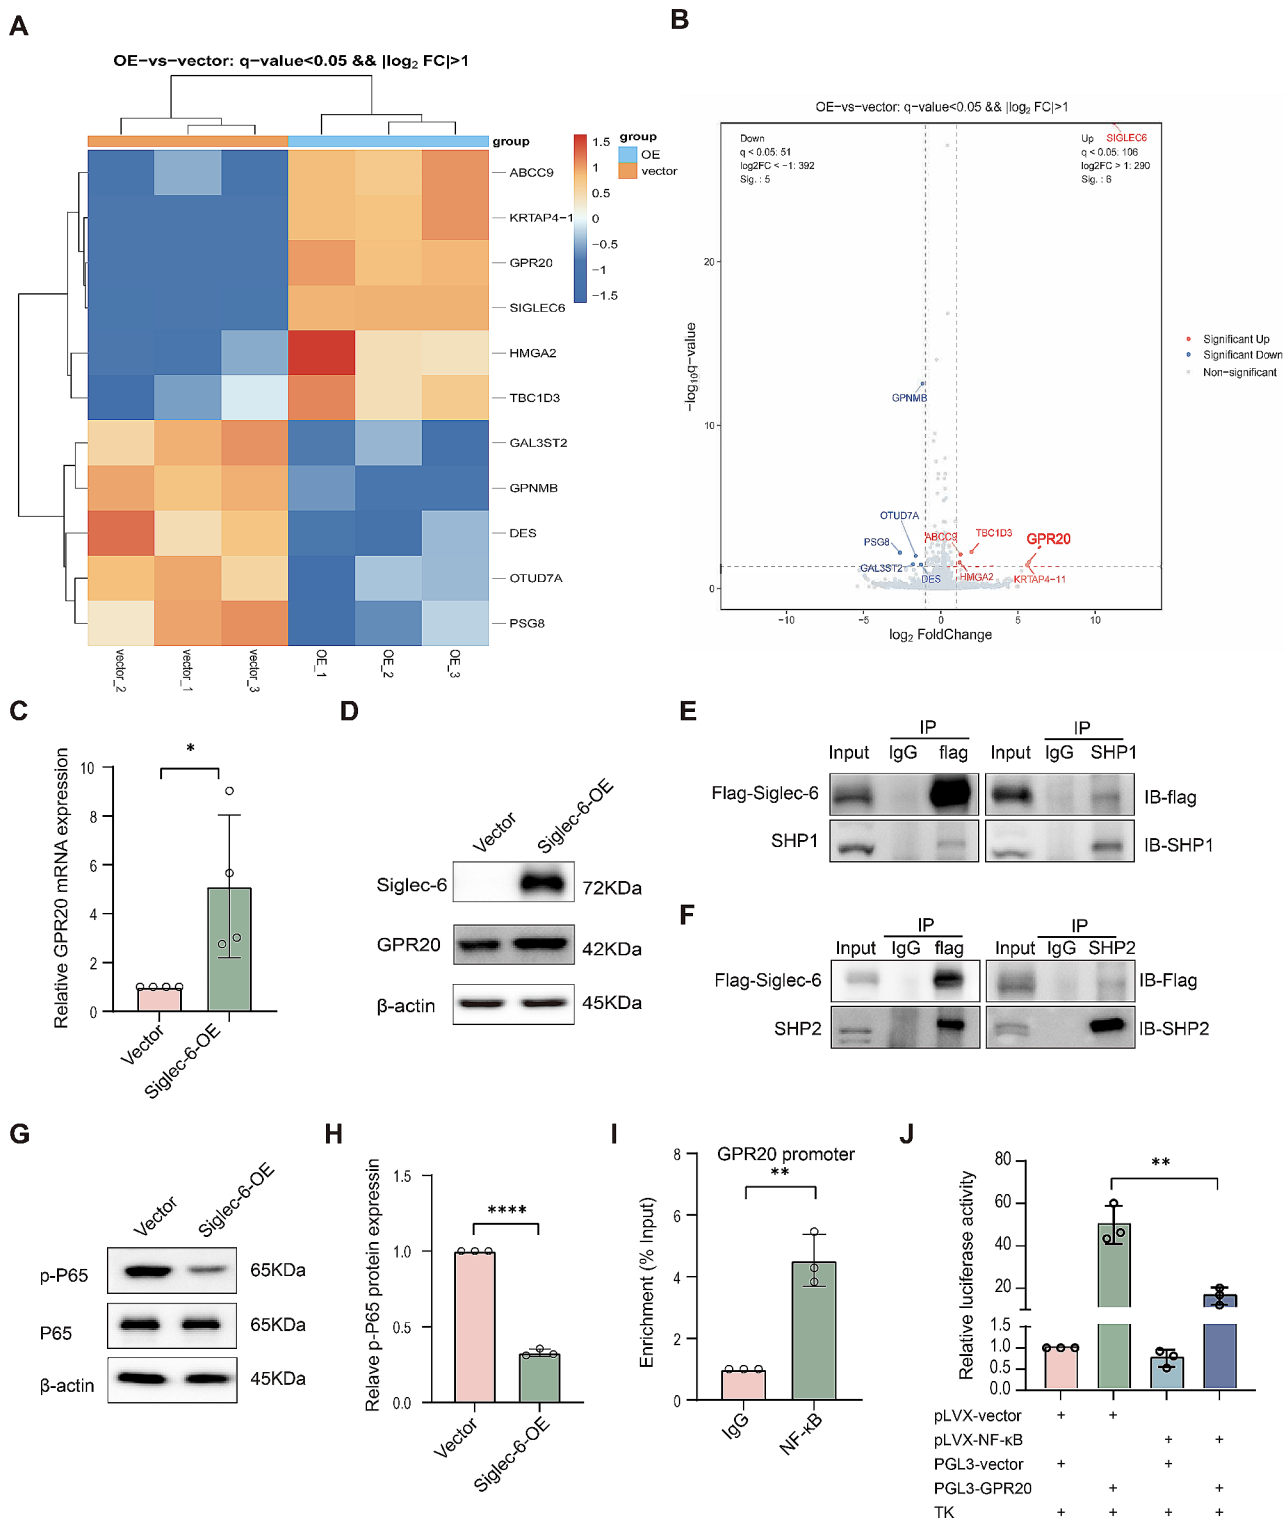 A
OE−vs−vector: q−value<0.05 && |log₂ FC|>1
group
ABCC9
KRTAP4−1
GPR20
SIGLEC6
HMGA2
TBC1D3
GAL3ST2
GPNMB
DES
OTUD7A
PSG8
1.5
1
0.5
0
−0.5
−1
−1.5
group
OE
vector
vector_2
vector_1
vector_3
OE_1
OE_2
OE_3
B
OE−vs−vector: q−value<0.05 && |log₂ FC|>1
Down
q < 0.05: 51
log2FC < −1: 392
Sig. : 5
Up
q < 0.05: 106
log2FC > 1: 290
Sig. : 6
SIGLEC6
GPNMB
OTUD7A
PSG8
GAL3ST2
DES
ABCC9
TBC1D3
HMGA2
GPR20
KRTAP4−11
−log₁₀q−value
20
10
0
−10
−5
0
5
10
log₂ FoldChange
Significant Up
Significant Down
Non−significant
C
Relative GPR20 mRNA expression
10
8
6
4
2
0
*
Vector
Siglec-6-OE
D
Vector
Siglec-6-OE
Siglec-6
72KDa
GPR20
42KDa
β-actin
45KDa
E
IP
IP
Input
IgG
flag
Input
IgG
SHP1
Flag-Siglec-6
IB-flag
SHP1
IB-SHP1
F
IP
IP
Input
IgG
flag
Input
IgG
SHP2
Flag-Siglec-6
IB-Flag
SHP2
IB-SHP2
G
Vector
Siglec-6-OE
p-P65
65KDa
P65
65KDa
β-actin
45KDa
H
Relave p-P65 protein expressin
1.5
1.0
0.5
0.0
****
Vector
Siglec-6-OE
I
GPR20 promoter
**
Enrichment (% Input)
8
6
4
2
0
IgG
NF-κB
J
Relative luciferase activity
80
60
40
20
1.5
1.0
0.5
0.0
**
pLVX-vector + +
pLVX-NF-κB + +
PGL3-vector + +
PGL3-GPR20 + +
TK + + + +